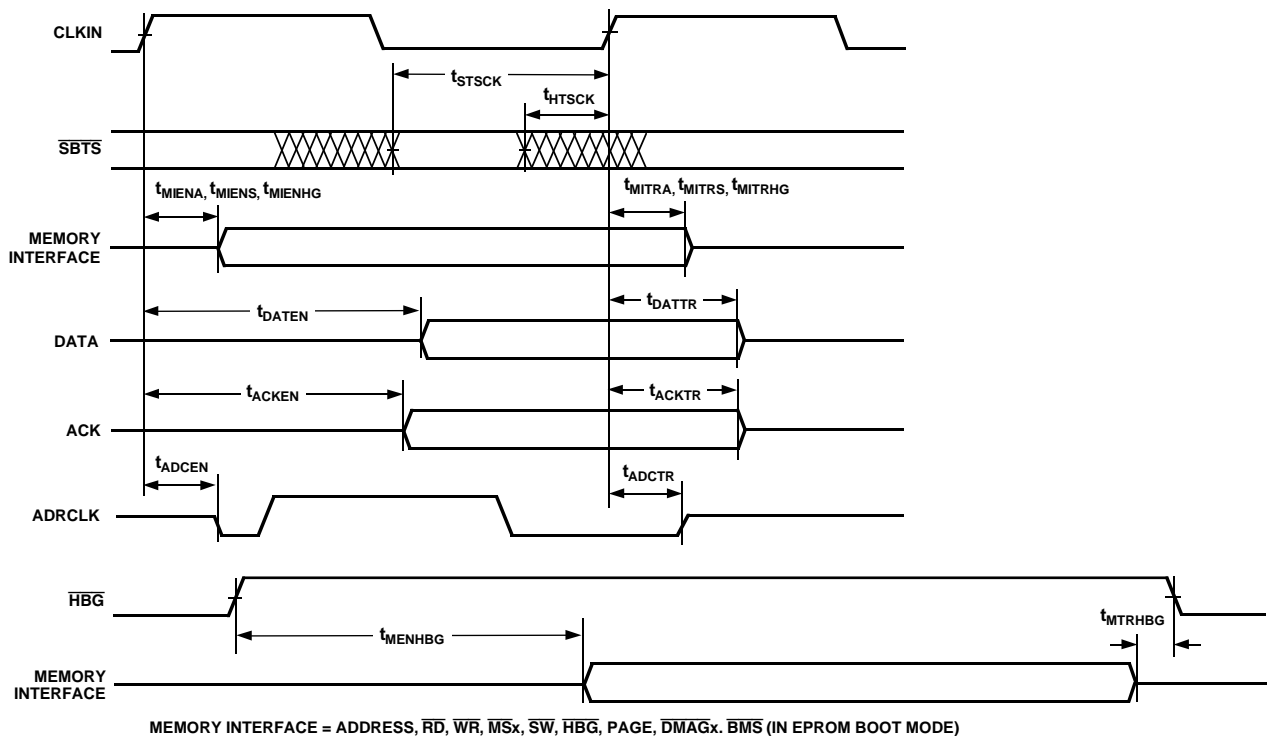 CLKIN
tSTSCK
tHTSCK
SBTS
tMIENA, tMIENS, tMIENHG
tMITRA, tMITRS, tMITRHG
MEMORY
INTERFACE
tDATEN
tDATTR
DATA
tACKEN
tACKTR
ACK
tADCEN
tADCTR
ADRCLK
HBG
tMENHBG
tMTRHBG
MEMORY
INTERFACE
MEMORY INTERFACE = ADDRESS, RD, WR, MSx, SW, HBG, PAGE, DMAGx. BMS (IN EPROM BOOT MODE)